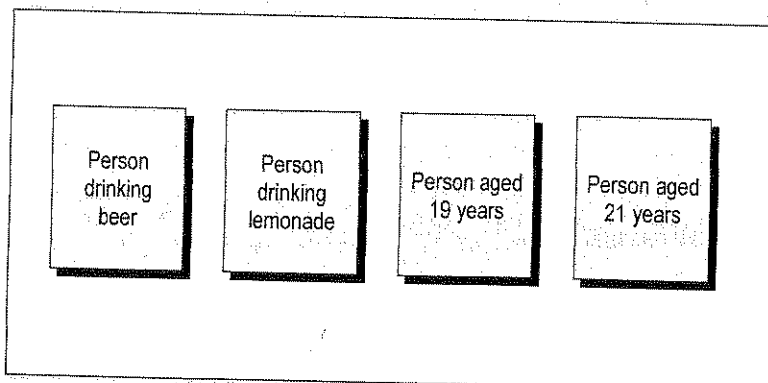 Person
drinking
beer
Person
drinking
lemonade
Person aged
19 years
Person aged
21 years